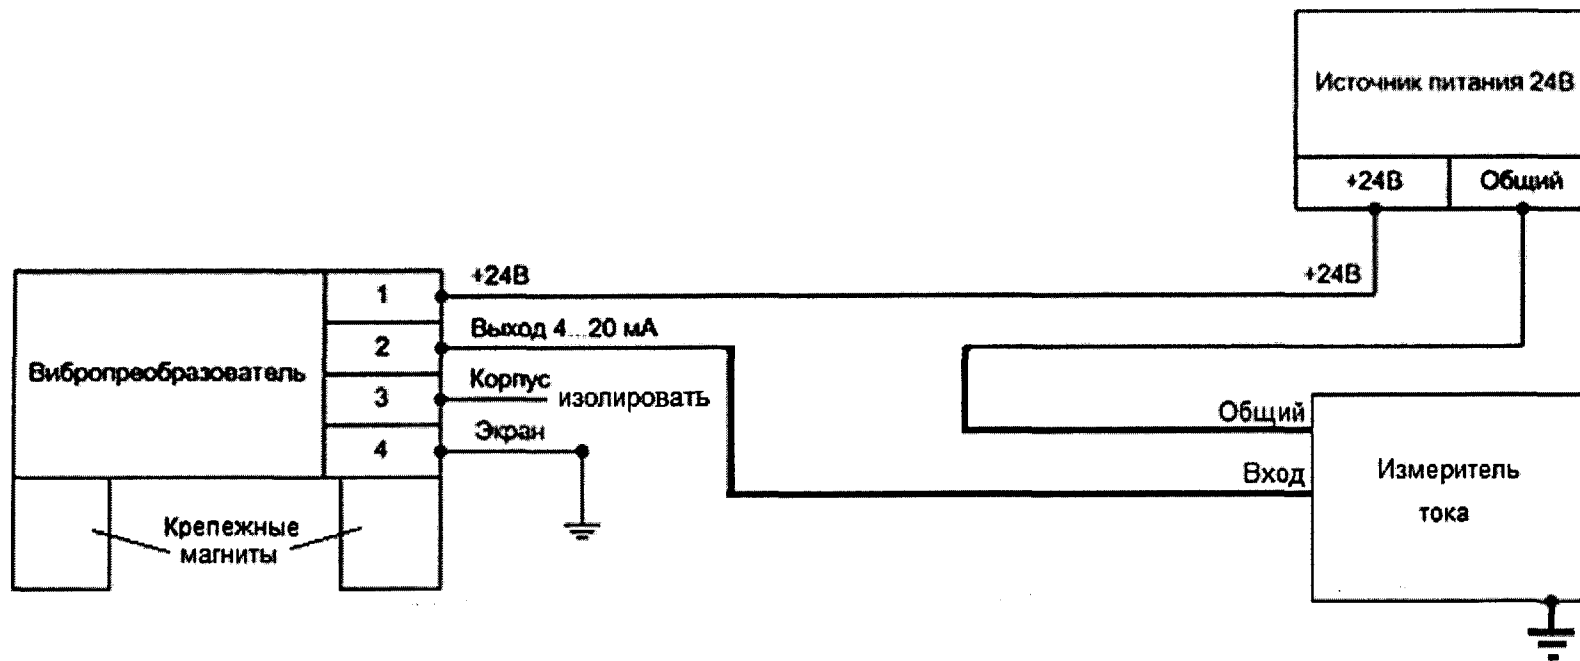 Источник питания 24В
+24В
Общий
+24В
+24В
1
Выход 4...20 мА
2
Вибропреобразователь
Корпус
изолировать
3
Общий
Экран
4
Вход
Измеритель
тока
Крепежные
магниты